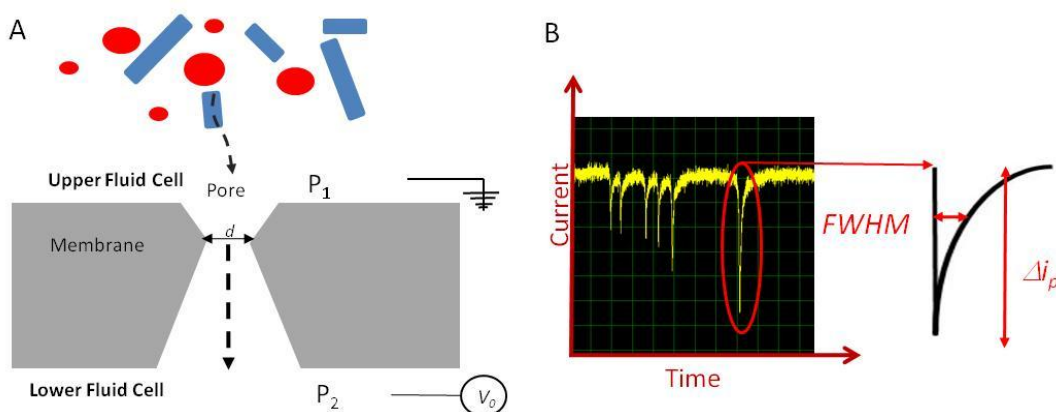 A
Upper Fluid Cell
Pore
P1
Membrane
d
Lower Fluid Cell
P2
V0
B
Current
Time
FWHM
Δip